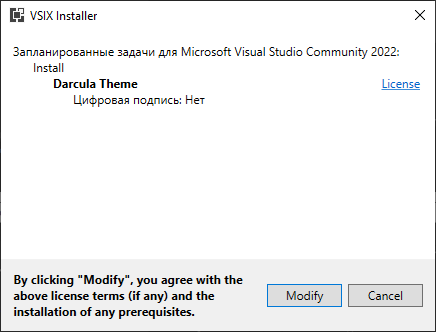 VSIX Installer
Запланированные задачи для Microsoft Visual Studio Community 2022:
Install
Darcula Theme License
Цифровая подпись: Нет
By clicking "Modify", you agree with the
above license terms (if any) and the
installation of any prerequisites.
Modify Cancel